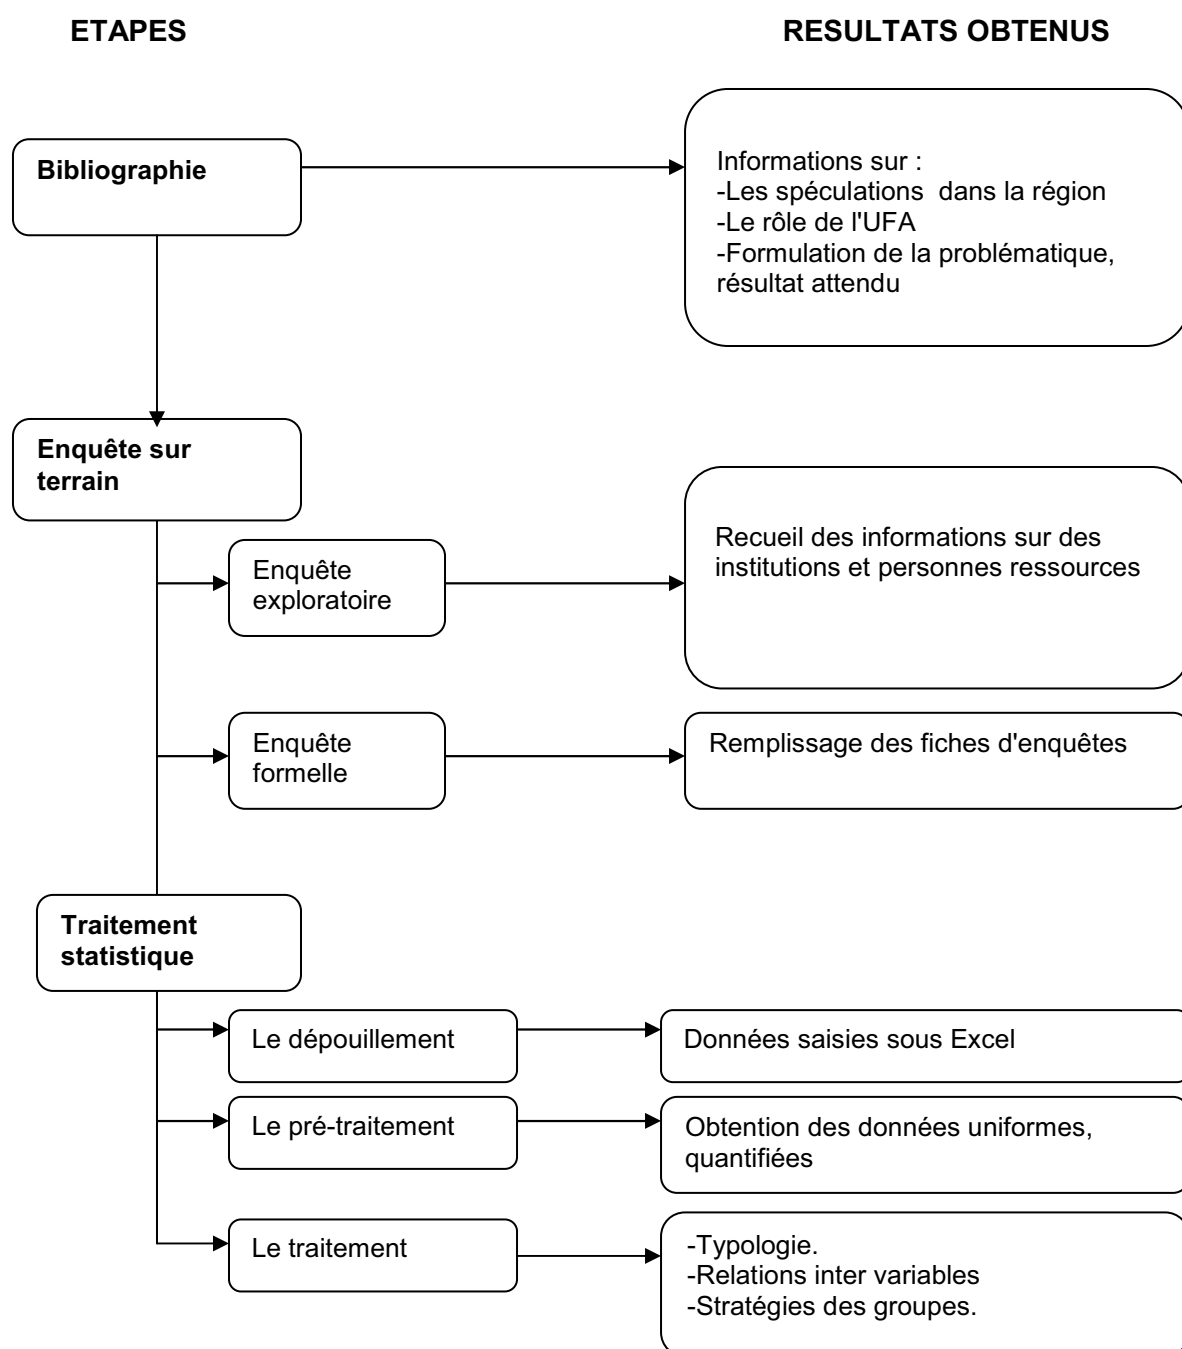 ETAPES
RESULTATS OBTENUS
Bibliographie
Informations sur :
-Les spéculations dans la région
-Le rôle de l'UFA
-Formulation de la problématique,
résultat attendu
Enquête sur
terrain
Enquête
exploratoire
Recueil des informations sur des
institutions et personnes ressources
Enquête
formelle
Remplissage des fiches d'enquêtes
Traitement
statistique
Le dépouillement
Données saisies sous Excel
Le pré-traitement
Obtention des données uniformes,
quantifiées
Le traitement
-Typologie.
-Relations inter variables
-Stratégies des groupes.